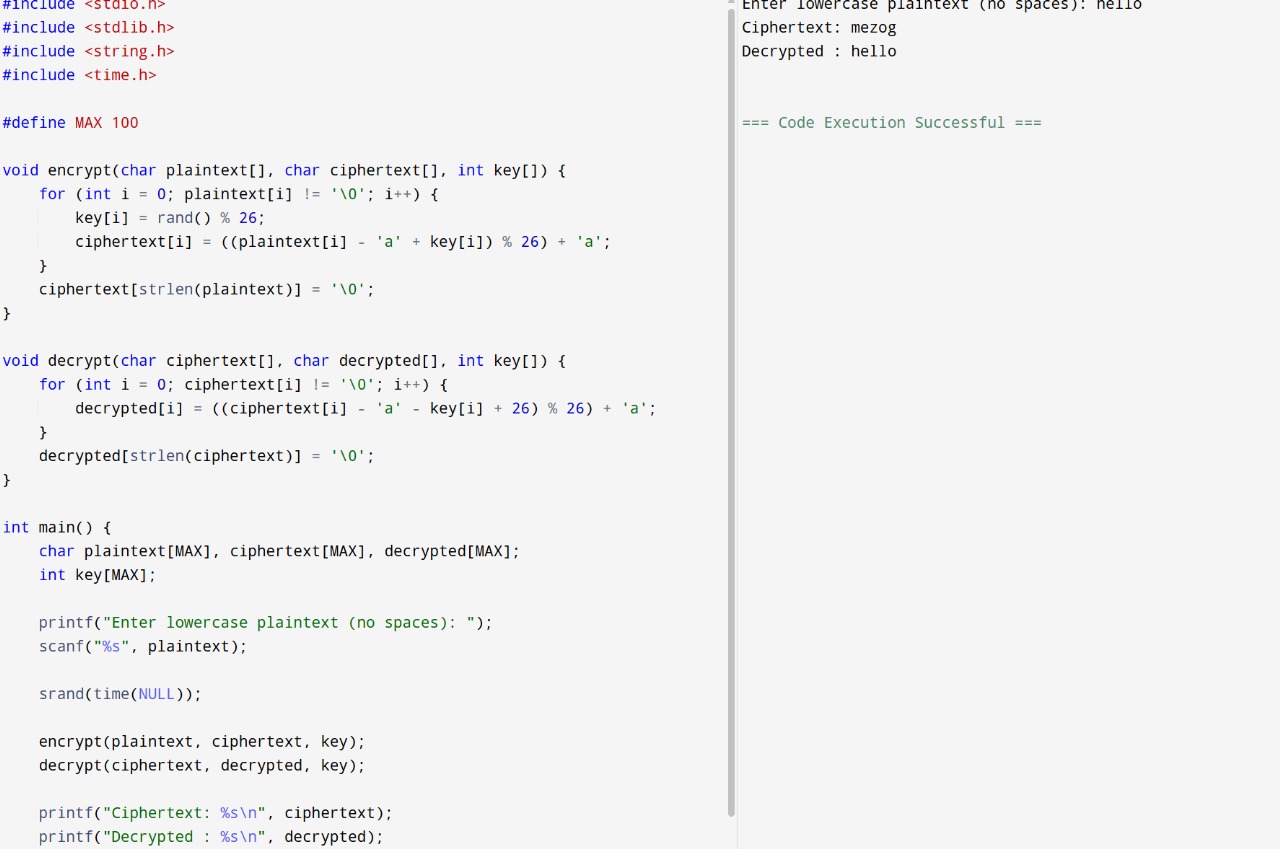 #include <stdio.h>
#include <stdlib.h>
#include <string.h>
#include <time.h>

#define MAX 100

void encrypt(char plaintext[], char ciphertext[], int key[]) {
    for (int i = 0; plaintext[i] != '\0'; i++) {
        key[i] = rand() % 26;
        ciphertext[i] = ((plaintext[i] - 'a' + key[i]) % 26) + 'a';
    }
    ciphertext[strlen(plaintext)] = '\0';
}

void decrypt(char ciphertext[], char decrypted[], int key[]) {
    for (int i = 0; ciphertext[i] != '\0'; i++) {
        decrypted[i] = ((ciphertext[i] - 'a' - key[i] + 26) % 26) + 'a';
    }
    decrypted[strlen(ciphertext)] = '\0';
}

int main() {
    char plaintext[MAX], ciphertext[MAX], decrypted[MAX];
    int key[MAX];

    printf("Enter lowercase plaintext (no spaces): ");
    scanf("%s", plaintext);

    srand(time(NULL));

    encrypt(plaintext, ciphertext, key);
    decrypt(ciphertext, decrypted, key);

    printf("Ciphertext: %s\n", ciphertext);
    printf("Decrypted : %s\n", decrypted);
Enter lowercase plaintext (no spaces): hello
Ciphertext: mezog
Decrypted : hello

=== Code Execution Successful ===